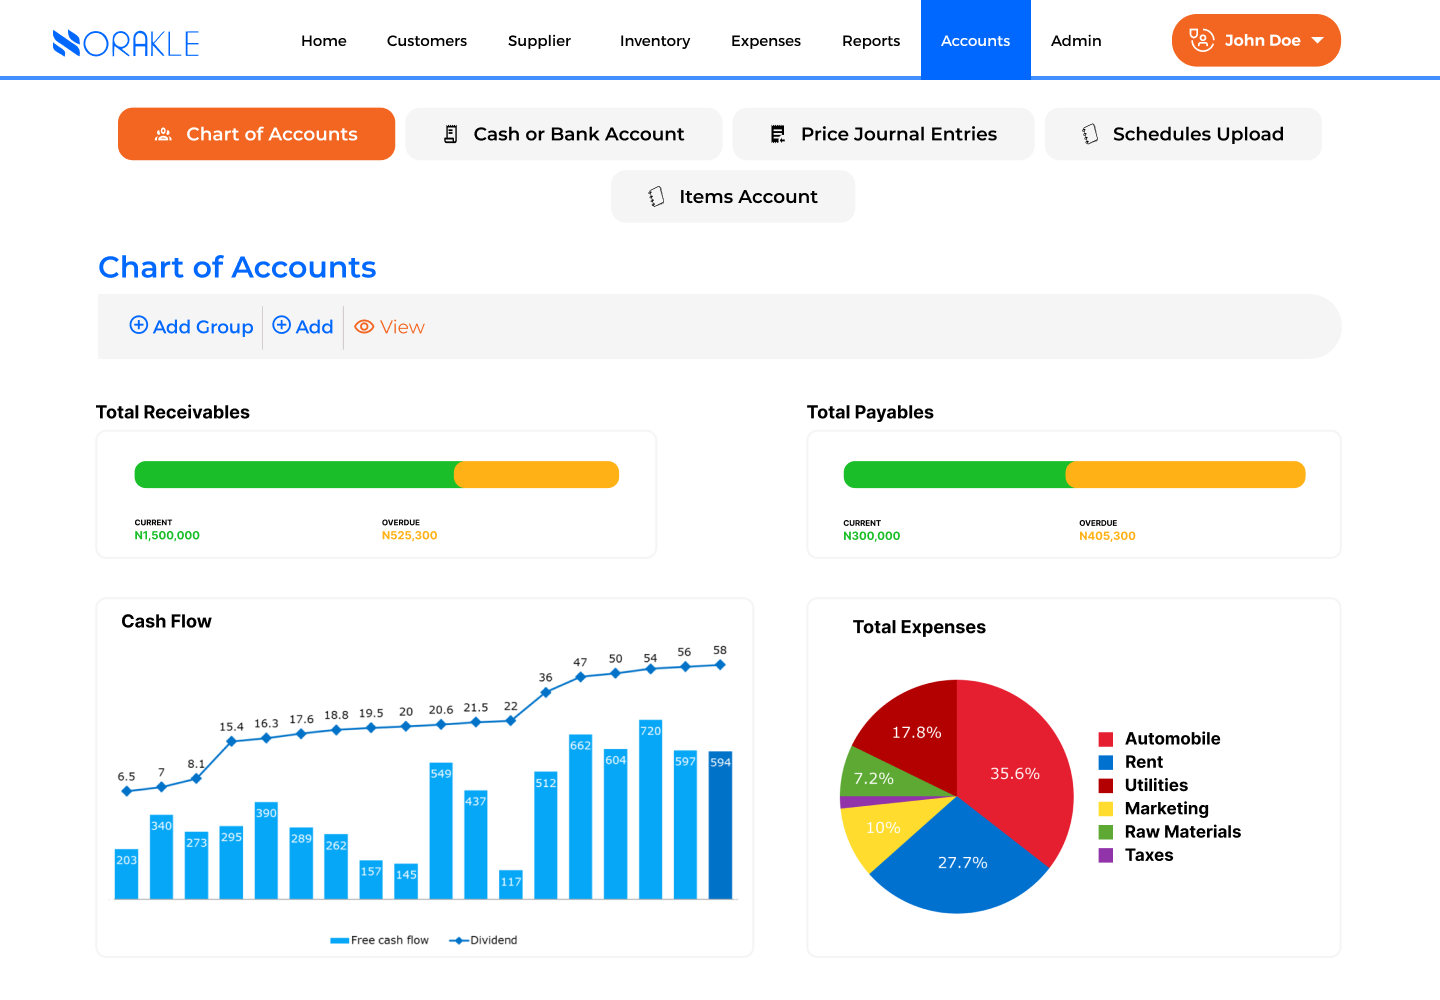 ORAKLE
Home Customers Supplier Inventory Expenses Reports Accounts Admin John Doe
Chart of Accounts Cash or Bank Account Price Journal Entries Schedules Upload
Items Account
Chart of Accounts
Add Group Add View
Total Receivables
CURRENT OVERDUE
N1,500,000 N525,300
Total Payables
CURRENT OVERDUE
N300,000 N405,300
Cash Flow
6.5 7 8.1 15.4 16.3 17.6 18.8 19.5 20 20.6 21.5 22 36 47 50 54 56 58
203 340 273 295 390 289 262 157 145 549 437 117 512 662 604 720 597 594
Free cash flow Dividend
Total Expenses
17.8%
35.6%
7.2%
10%
27.7%
Automobile
Rent
Utilities
Marketing
Raw Materials
Taxes